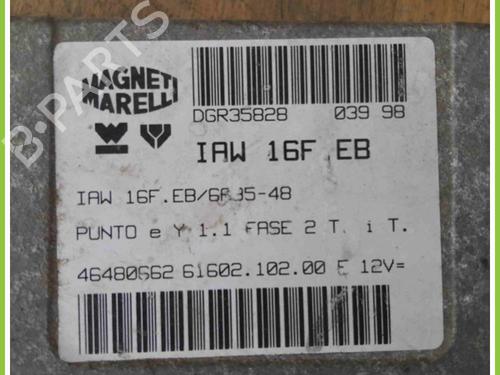 B-PARTS
MAGNETI
MARELLI
DGR35828 039 98
IAW 16F.EB
IAW 16F.EB/6F35-48
PUNTO e Y 1.1 FASE 2 T. i T.
46480662 61602.102.00 E 12V=